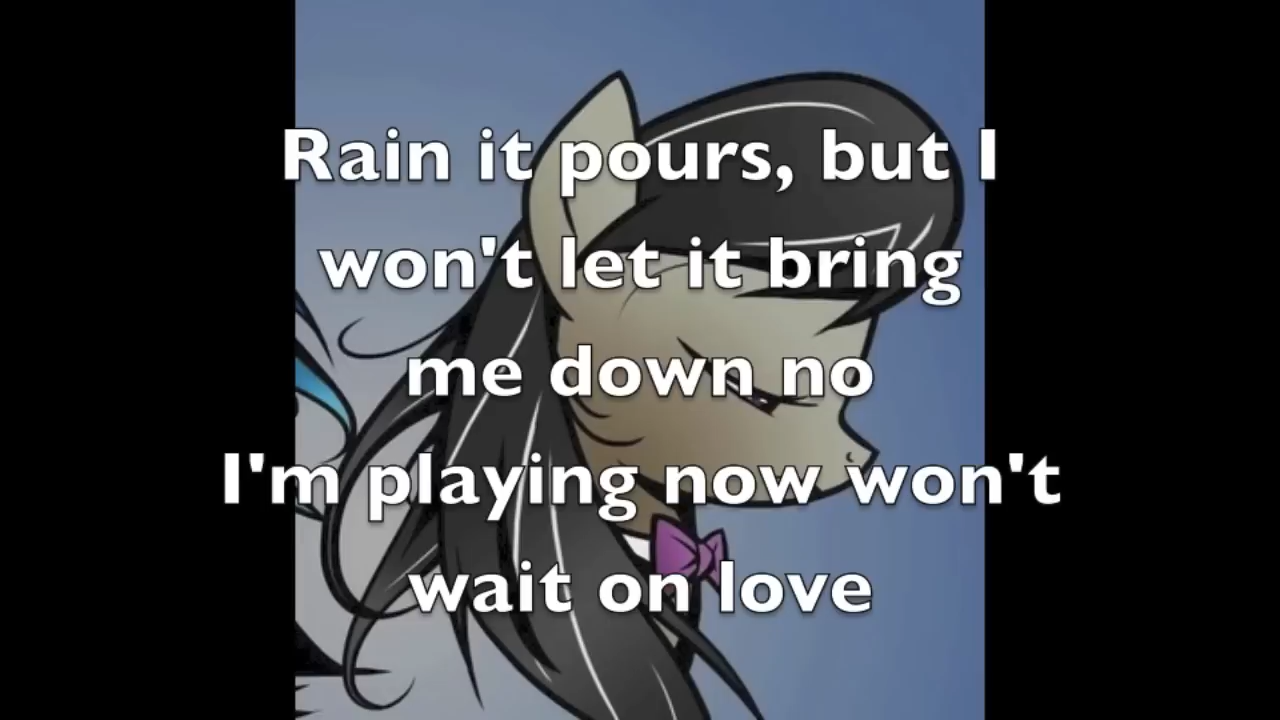 Rain it pours, but I
won't let it bring
me down no
I'm playing now won't
wait on love